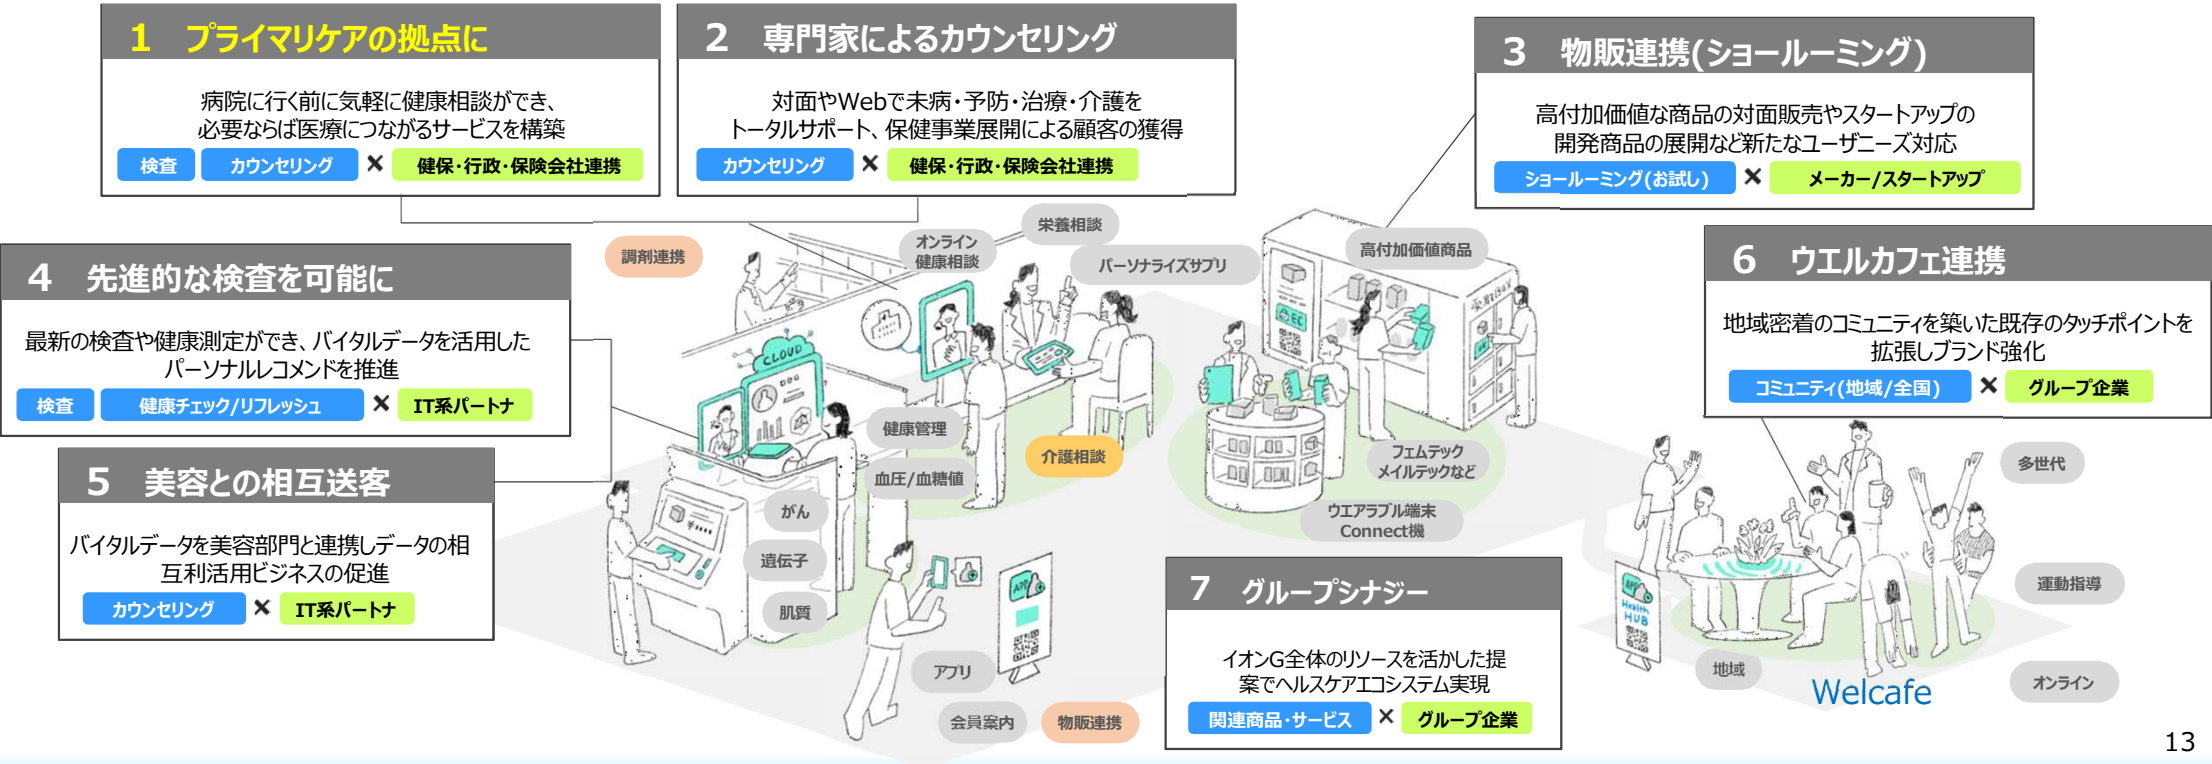 1 プライマリケアの拠点に
病院に行く前に気軽に健康相談ができ、
必要ならば医療につながるサービスを構築
検査 カウンセリング × 健保・行政・保険会社連携
2 専門家によるカウンセリング
対面やWebで未病・予防・治療・介護を
トータルサポート、保健事業展開による顧客の獲得
カウンセリング × 健保・行政・保険会社連携
3 物販連携(ショールーミング)
高付加価値な商品の対面販売やスタートアップの
開発商品の展開など新たなユーザニーズ対応
ショールーミング(お試し) × メーカー/スタートアップ
4 先進的な検査を可能に
最新の検査や健康測定ができ、バイタルデータを活用した
パーソナルレコメンドを推進
検査 健康チェック/リフレッシュ × IT系パートナ
5 美容との相互送客
バイタルデータを美容部門と連携しデータの相
互利活用ビジネスの促進
カウンセリング × IT系パートナ
6 ウエルカフェ連携
地域密着のコミュニティを築いた既存のタッチポイントを
拡張しブランド強化
コミュニティ(地域/全国) × グループ企業
7 グループシナジー
イオンG全体のリソースを活かした提
案でヘルスケアエコシステム実現
関連商品・サービス × グループ企業
調剤連携
オンライン
健康相談
栄養相談
パーソナライズサプリ
高付加価値商品
CLOUD
EC
健康管理
血圧/血糖値
介護相談
フェムテック
メイルテックなど
ウエアラブル端末
Connect機
がん
遺伝子
肌質
アプリ
APP
会員案内
物販連携
多世代
運動指導
オンライン
地域
APP
Health
HUB
Welcafe
13